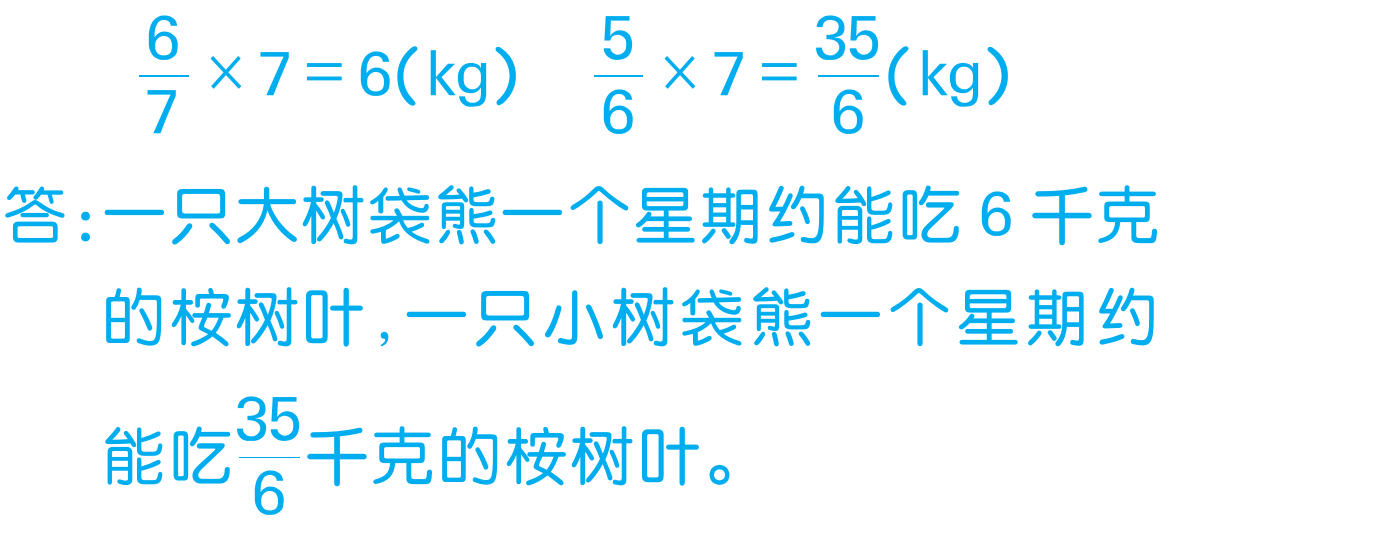 6/7 × 7 = 6(kg)  5/6 × 7 = 35/6(kg)
答:一只大树袋熊一个星期约能吃 6 千克
的桉树叶,一只小树袋熊一个星期约
能吃35/6千克的桉树叶。